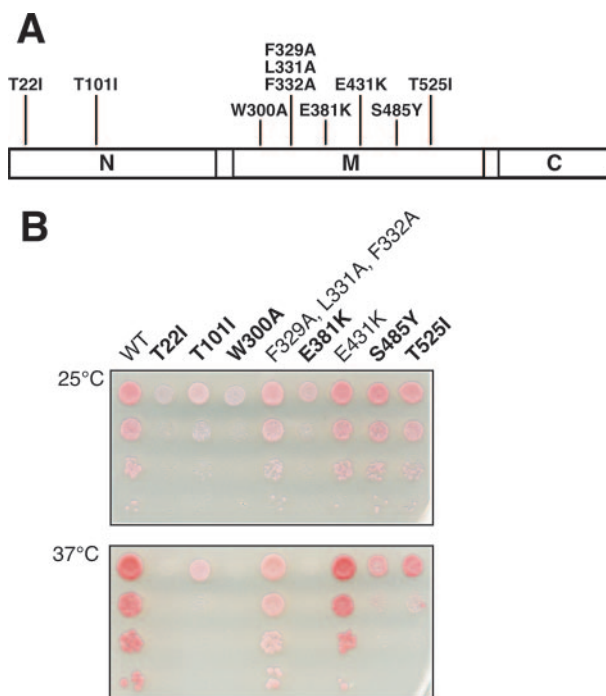 A
F329A
L331A
T22I T101I F332A E431K T525I
W300A E381K S485Y
N M C
B
WT T22I T101I W300A F329A, L331A, F332A E381K E431K S485Y T525I
25°C
37°C